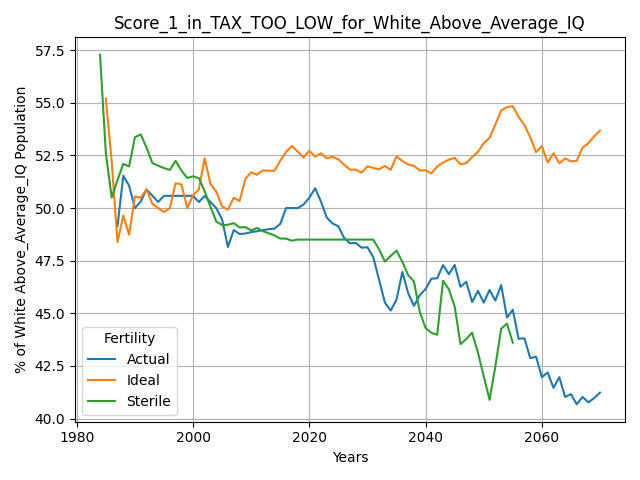 Score_1_in_TAX_TOO_LOW_for_White_Above_Average_IQ
% of White Above_Average_IQ Population
57.5
55.0
52.5
50.0
47.5
45.0
42.5
40.0
Fertility
Actual
Ideal
Sterile
1980
2000
2020
2040
2060
Years